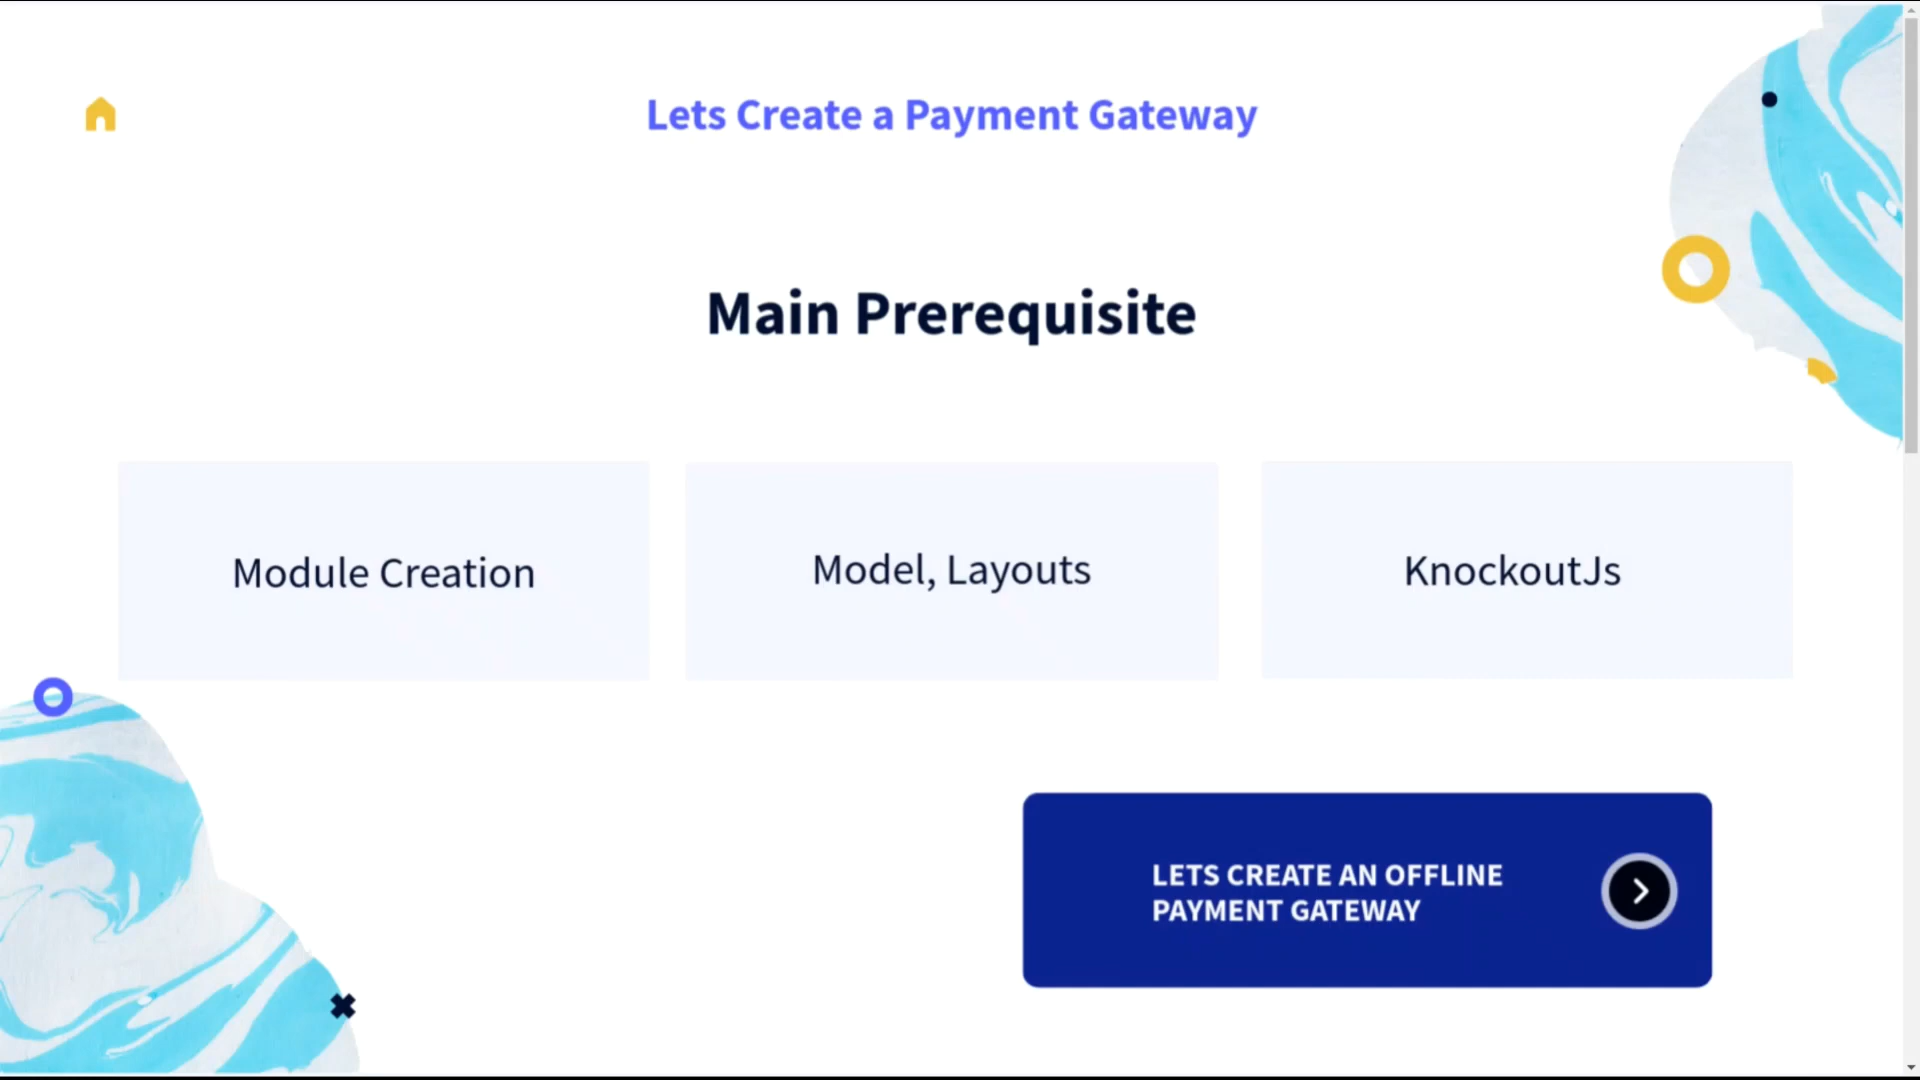 Lets Create a Payment Gateway
Main Prerequisite
Module Creation
Model, Layouts
KnockoutJs
LETS CREATE AN OFFLINE
PAYMENT GATEWAY